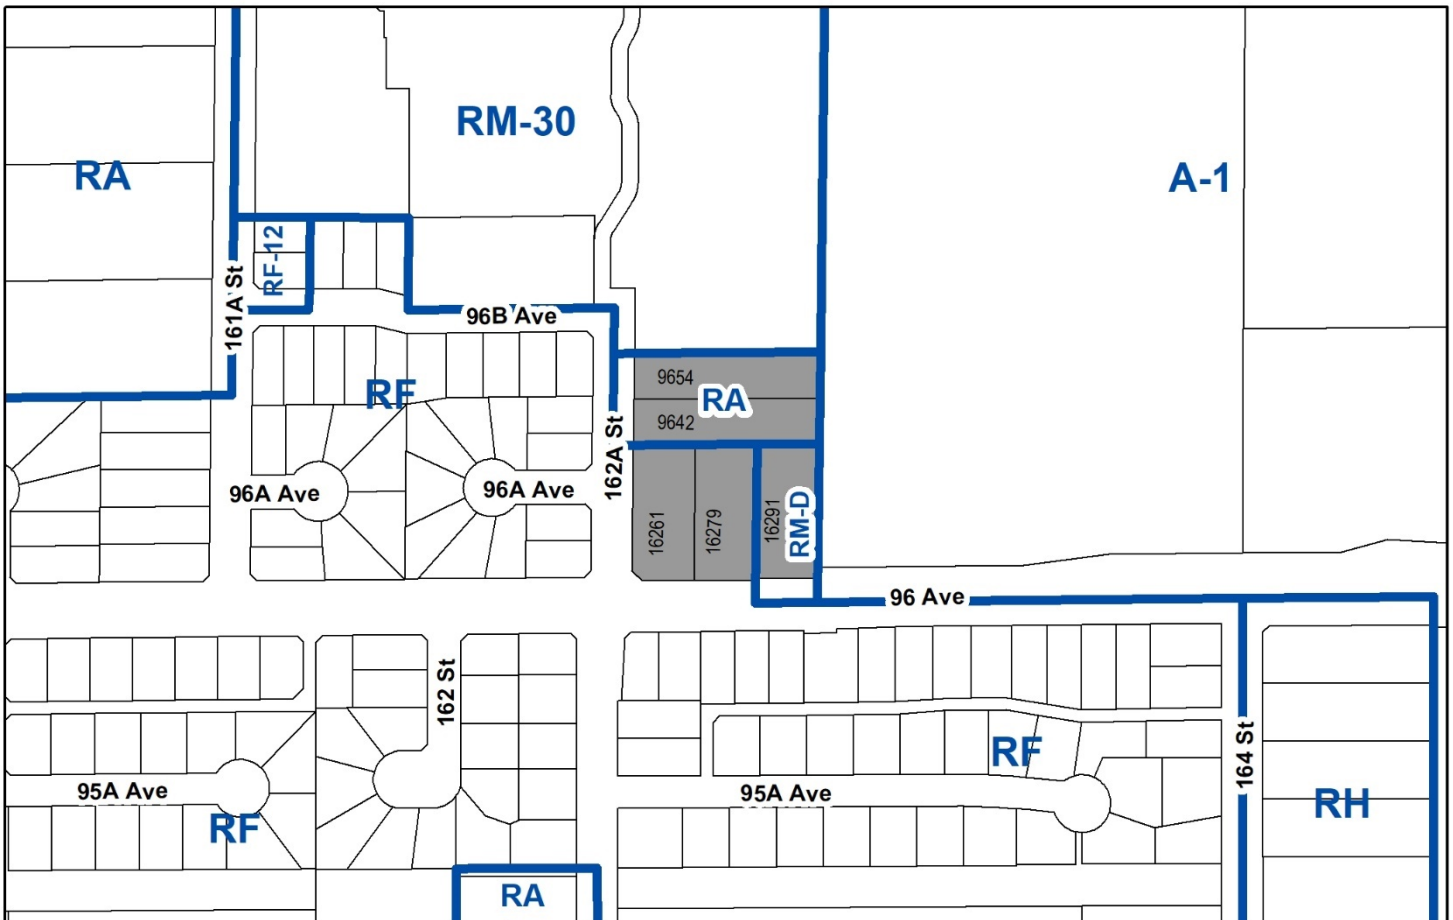 RM-30
RA
A-1
RF-12
161A St
96B Ave
9654
RF
RA
9642
162A St
96A Ave
96A Ave
16261
16279
16291
RM-D
96 Ave
162 St
164 St
RF
95A Ave
95A Ave
RH
RF
RA